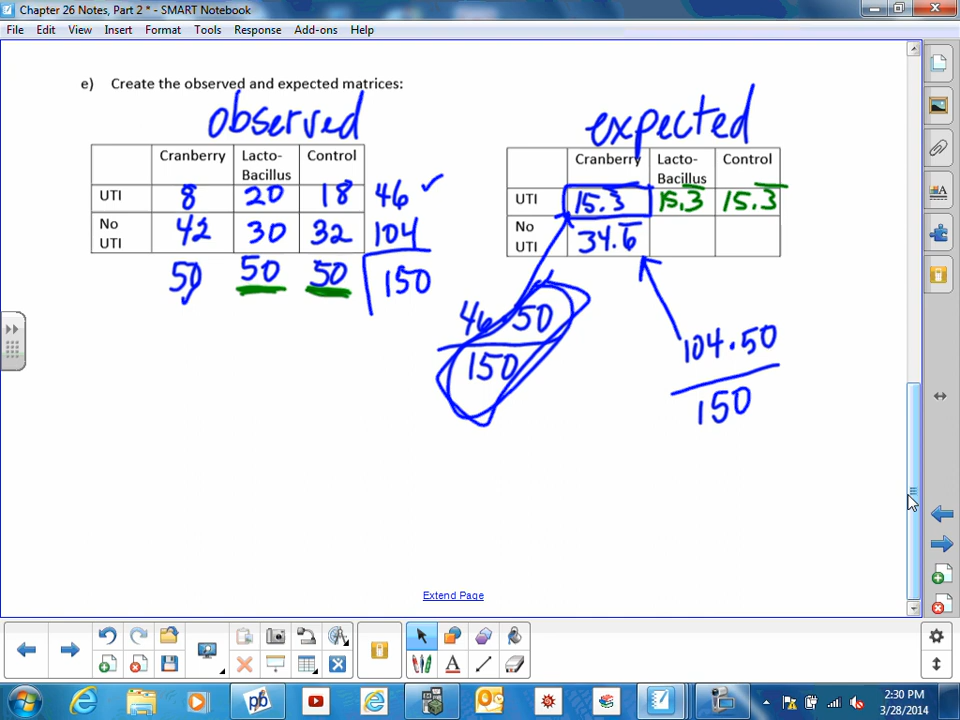 Chapter 26 Notes, Part 2 * - SMART Notebook
File Edit View Insert Format Tools Response Add-ons Help
e) Create the observed and expected matrices:
observed
Cranberry Lacto-Bacillus Control
UTI 8 20 18 46 ✓
No UTI 42 30 32 104
50 50 50 150
expected
Cranberry Lacto-Bacillus Control
UTI 15.3̅ 15.3̅ 15.3̅
No UTI 34.6̅
46 · 50
150
104 · 50
150
Extend Page
2:30 PM
3/28/2014